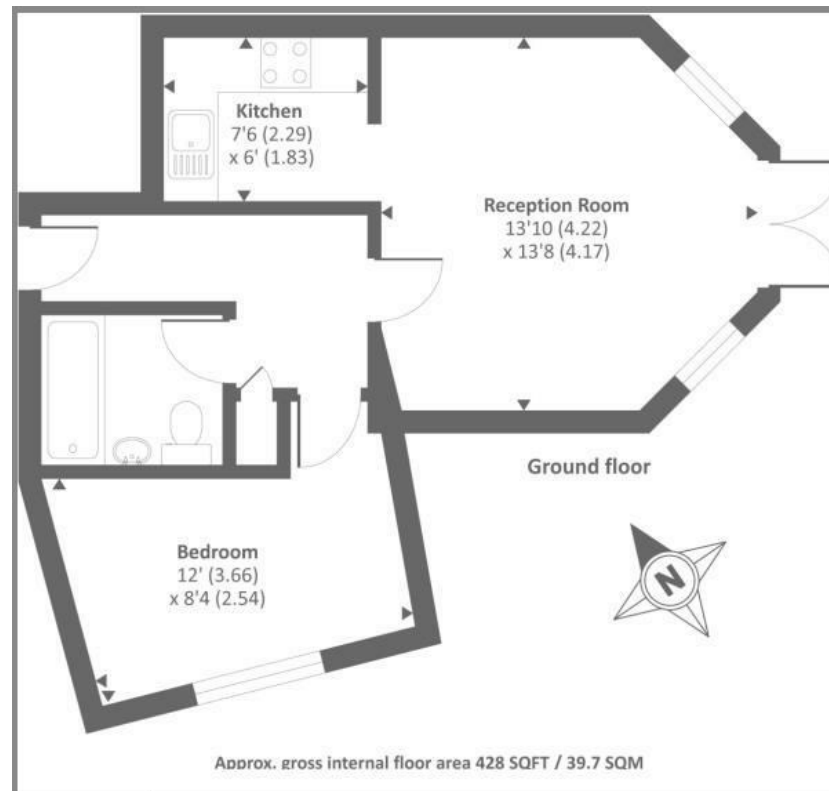 Kitchen
7'6 (2.29)
x 6' (1.83)
Reception Room
13'10 (4.22)
x 13'8 (4.17)
Ground floor
Bedroom
12' (3.66)
x 8'4 (2.54)
N
Approx. gross internal floor area 428 SQFT / 39.7 SQM